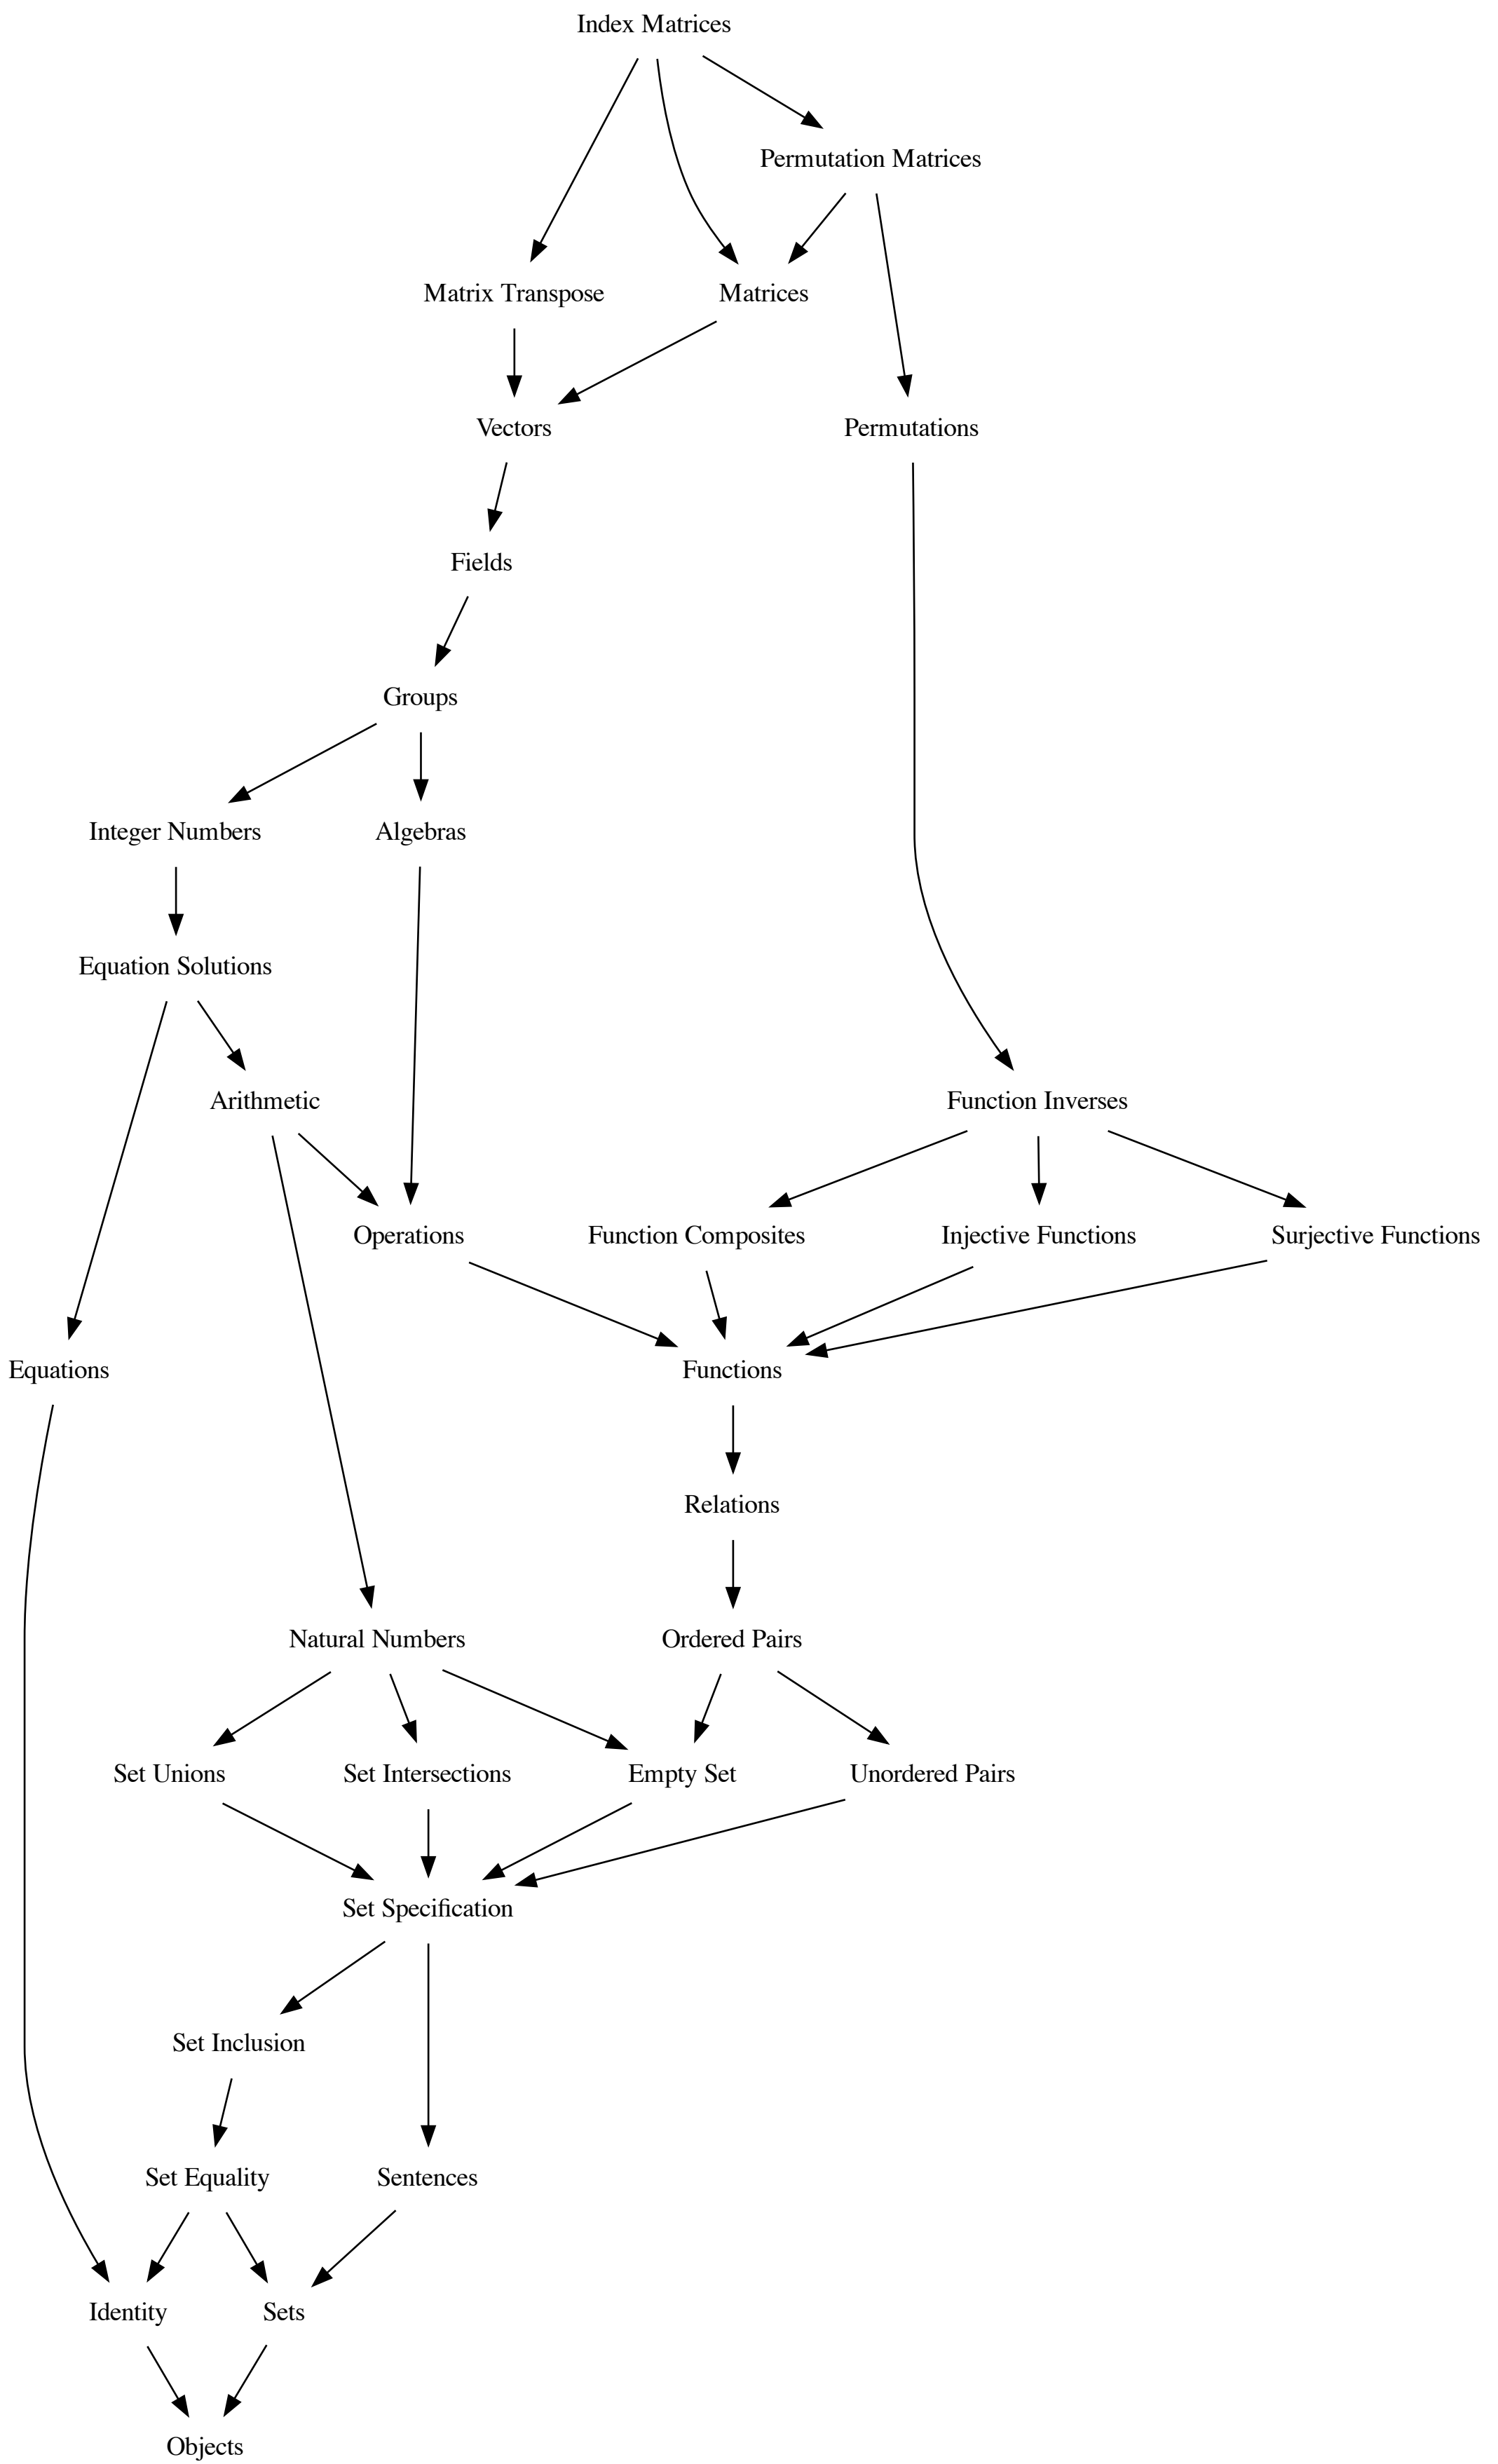 Index Matrices
Permutation Matrices
Matrix Transpose
Matrices
Vectors
Permutations
Fields
Groups
Integer Numbers
Algebras
Equation Solutions
Arithmetic
Function Inverses
Operations
Function Composites
Injective Functions
Surjective Functions
Equations
Functions
Relations
Natural Numbers
Ordered Pairs
Set Unions
Set Intersections
Empty Set
Unordered Pairs
Set Specification
Set Inclusion
Set Equality
Sentences
Identity
Sets
Objects